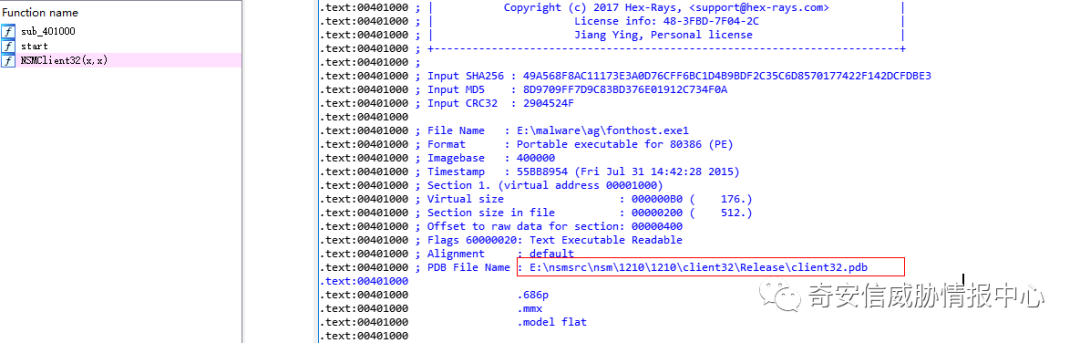 Function name
sub_401000
start
NSMClient32(x,x)
.text:00401000 ; | Copyright (c) 2017 Hex-Rays, <support@hex-rays.com> |
.text:00401000 ; | License info: 48-3FBD-7F04-2C |
.text:00401000 ; | Jiang Ying, Personal license |
.text:00401000 ; +-------------------------------------------------------------------------+
.text:00401000 ;
.text:00401000 ; Input SHA256 : 49A568F8AC11173E3A0D76CFF6BC1D4B9BDF2C35C6D8570177422F142DCFDBE3
.text:00401000 ; Input MD5 : 8D9709FF7D9C83BD376E01912C734F0A
.text:00401000 ; Input CRC32 : 2904524F
.text:00401000
.text:00401000 ; File Name : E:\malware\ag\fonthost.exe1
.text:00401000 ; Format : Portable executable for 80386 (PE)
.text:00401000 ; Imagebase : 400000
.text:00401000 ; Timestamp : 55BB8954 (Fri Jul 31 14:42:28 2015)
.text:00401000 ; Section 1. (virtual address 00001000)
.text:00401000 ; Virtual size : 000000B0 ( 176.)
.text:00401000 ; Section size in file : 00000200 ( 512.)
.text:00401000 ; Offset to raw data for section: 00000400
.text:00401000 ; Flags 60000020: Text Executable Readable
.text:00401000 ; Alignment : default
.text:00401000 ; PDB File Name : E:\nsmsrc\nsm\1210\1210\client32\Release\client32.pdb
.text:00401000
.text:00401000 .686p
.text:00401000 .mmx
.text:00401000 .model flat
.text:00401000
奇安信威胁情报中心